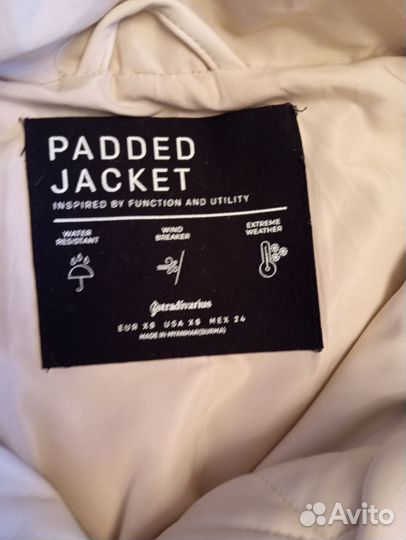 PADDED
JACKET
INSPIRED BY FUNCTION AND UTILITY
WATER
RESISTANT
WIND
BREAKER
EXTREME
WEATHER
stradivarius
EUR XS USA XS MEX 24
MADE IN MYANMAR(BURMA)
Avito